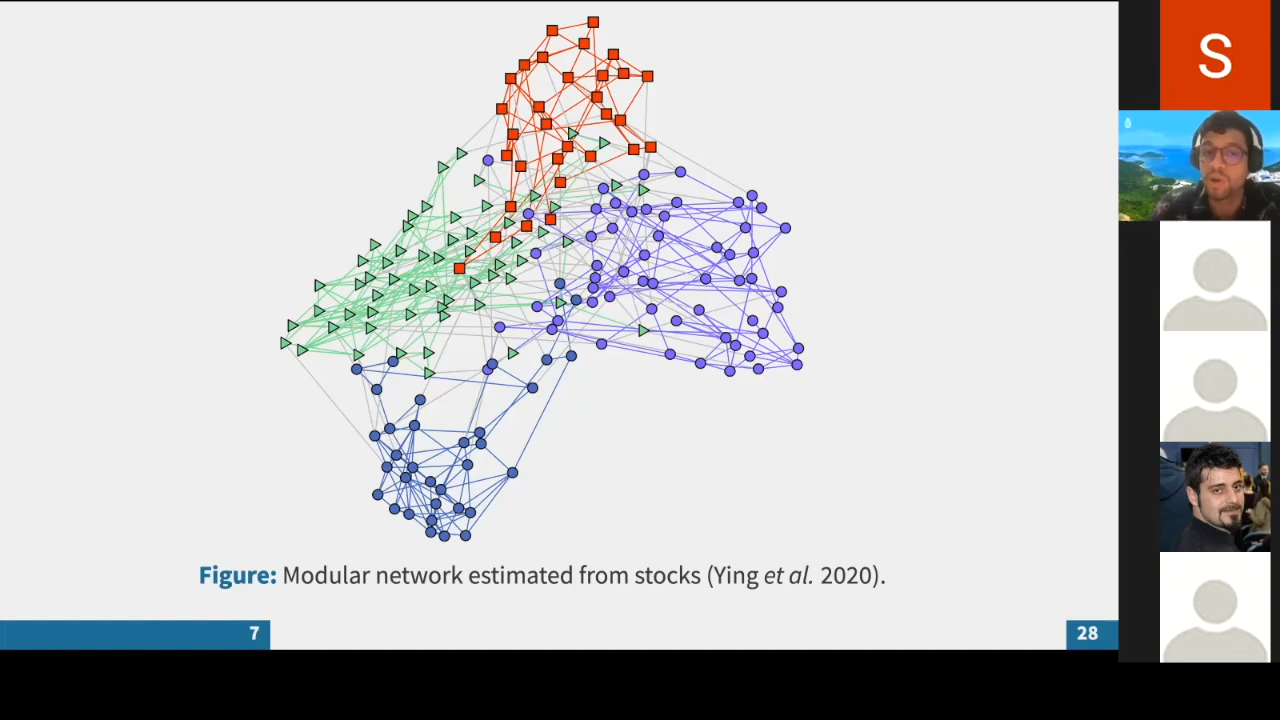 S
Figure: Modular network estimated from stocks (Ying et al. 2020).
7
28